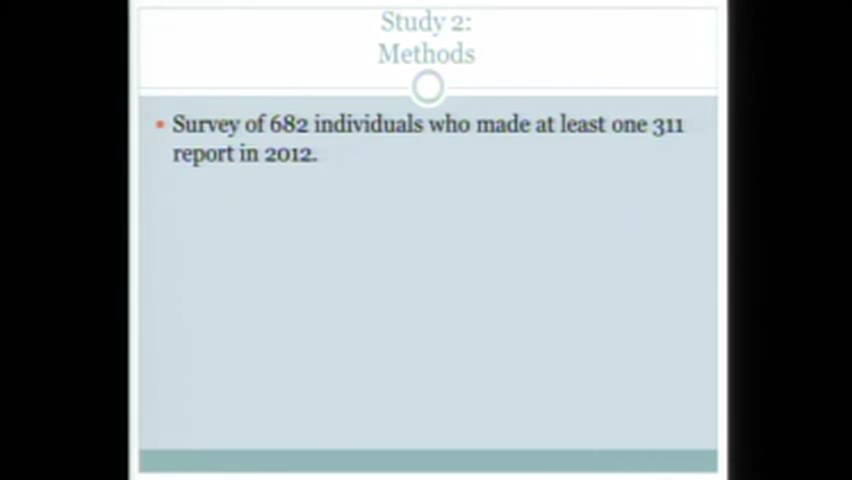 Study 2:
Methods
• Survey of 682 individuals who made at least one 311
report in 2012.